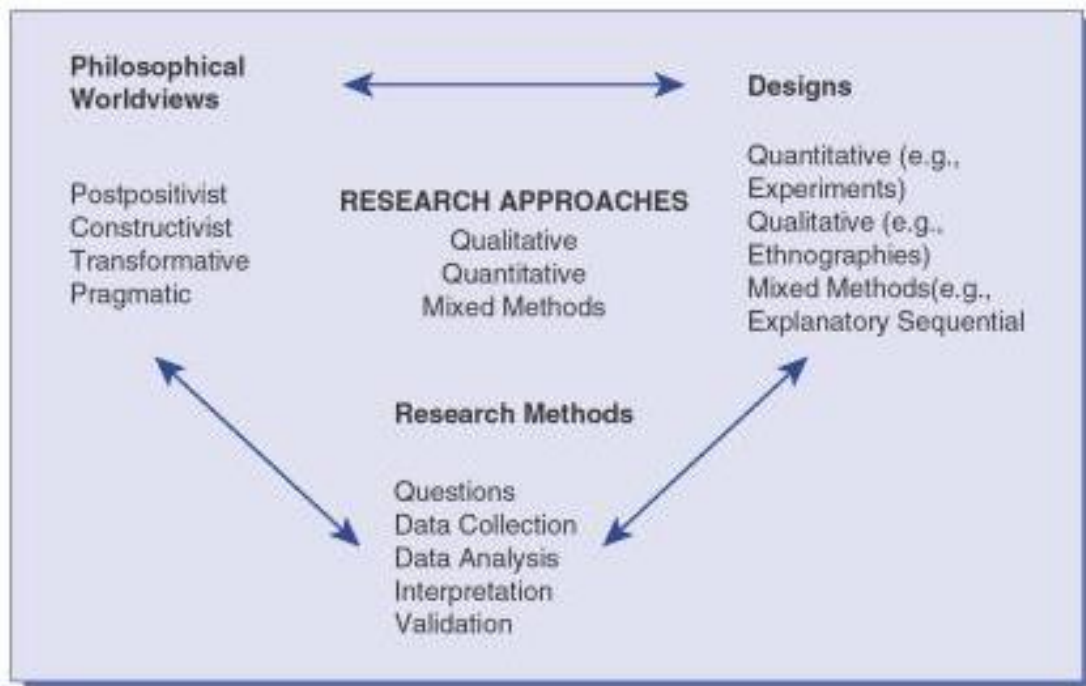 Philosophical
Worldviews
Designs
Postpositivist
Constructivist
Transformative
Pragmatic
RESEARCH APPROACHES
Qualitative
Quantitative
Mixed Methods
Quantitative (e.g.,
Experiments)
Qualitative (e.g.,
Ethnographies)
Mixed Methods(e.g.,
Explanatory Sequential
Research Methods
Questions
Data Collection
Data Analysis
Interpretation
Validation